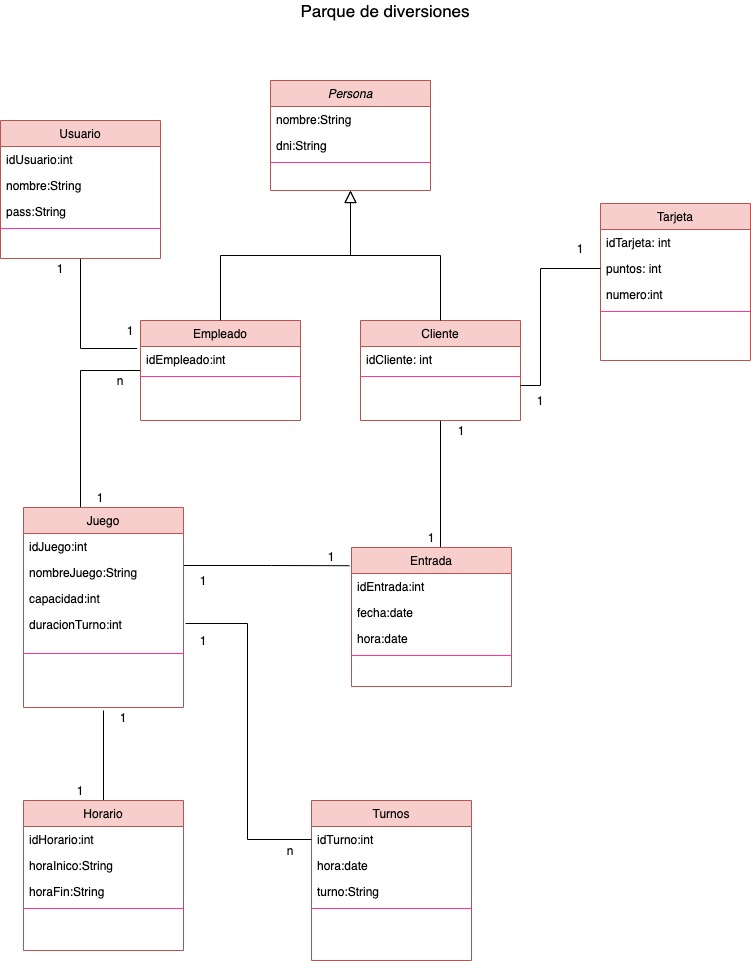 Parque de diversiones
Persona
nombre:String
dni:String
Usuario
idUsuario:int
nombre:String
pass:String
1
Tarjeta
idTarjeta: int
puntos: int
numero:int
1
1
1
Empleado
idEmpleado:int
n
Cliente
idCliente: int
1
1
1
Juego
idJuego:int
nombreJuego:String
capacidad:int
duracionTurno:int
1
1
1
1
Entrada
idEntrada:int
fecha:date
hora:date
1
Horario
idHorario:int
horaInico:String
horaFin:String
n
Turnos
idTurno:int
hora:date
turno:String